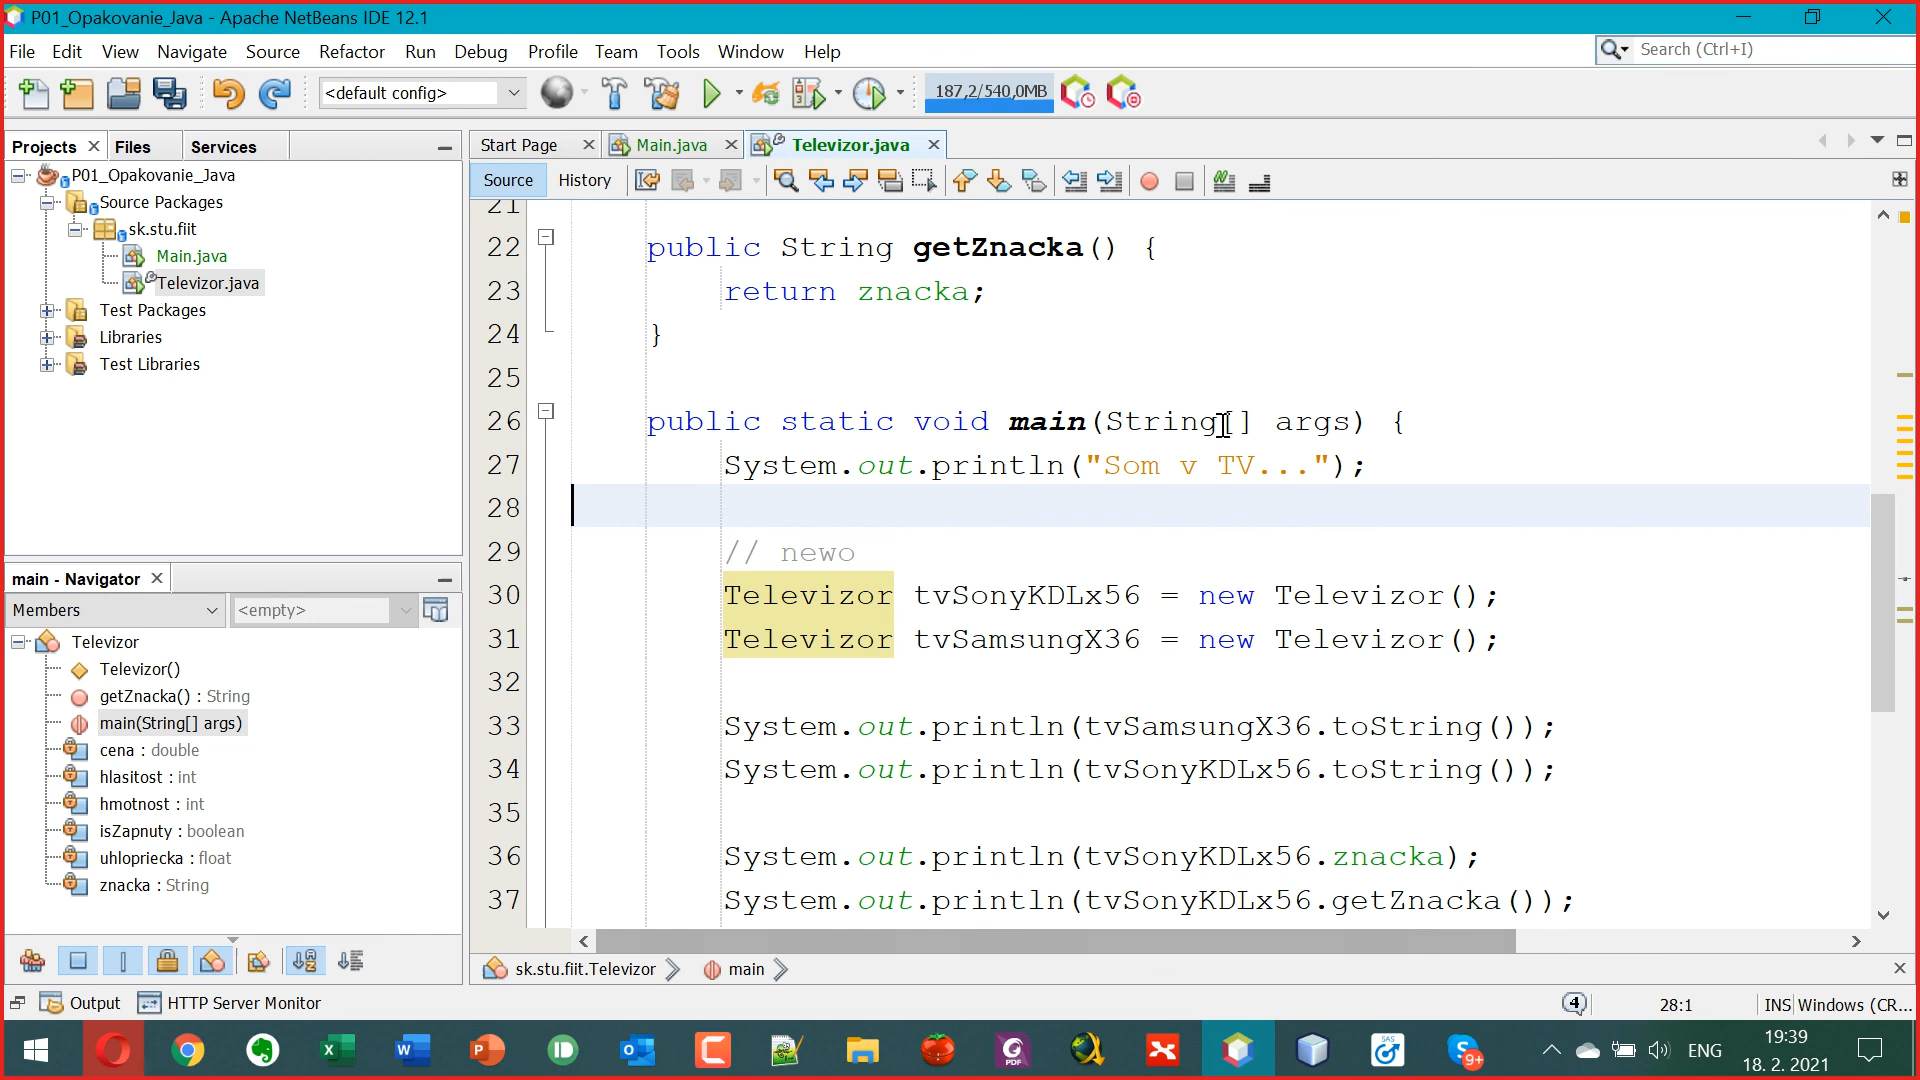 P01_Opakovanie_Java - Apache NetBeans IDE 12.1
File Edit View Navigate Source Refactor Run Debug Profile Team Tools Window Help
Search (Ctrl+I)
<default config>
187,2/540,0MB
Projects Files Services
Start Page Main.java Televizor.java
Source History
P01_Opakovanie_Java
Source Packages
sk.stu.fiit
Main.java
Televizor.java
Test Packages
Libraries
Test Libraries
main - Navigator
Members <empty>
Televizor
Televizor()
getZnacka() : String
main(String[] args)
cena : double
hlasitost : int
hmotnost : int
isZapnuty : boolean
uhlopriecka : float
znacka : String
21
22 public String getZnacka() {
23 return znacka;
24 }
25
26 public static void main(String[] args) {
27 System.out.println("Som v TV...");
28
29 // newo
30 Televizor tvSonyKDLx56 = new Televizor();
31 Televizor tvSamsungX36 = new Televizor();
32
33 System.out.println(tvSamsungX36.toString());
34 System.out.println(tvSonyKDLx56.toString());
35
36 System.out.println(tvSonyKDLx56.znacka);
37 System.out.println(tvSonyKDLx56.getZnacka());
sk.stu.fiit.Televizor main
Output HTTP Server Monitor
4 28:1 INS Windows (CR...
9+
ENG
19:39
18. 2. 2021